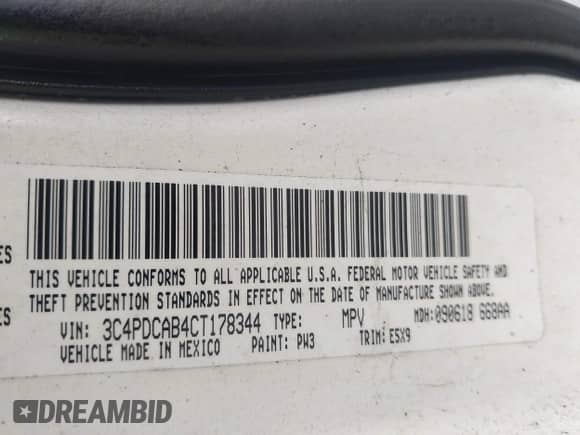 ES
THIS VEHICLE CONFORMS TO ALL APPLICABLE U.S.A. FEDERAL MOTOR VEHICLE SAFETY AND
THEFT PREVENTION STANDARDS IN EFFECT ON THE DATE OF MANUFACTURE SHOWN ABOVE.
ES
VIN: 3C4PDCAB4CT178344 TYPE: MPV MDH: 090618 668AA
VEHICLE MADE IN MEXICO PAINT: PW3 TRIM: E5X9
DREAMBID